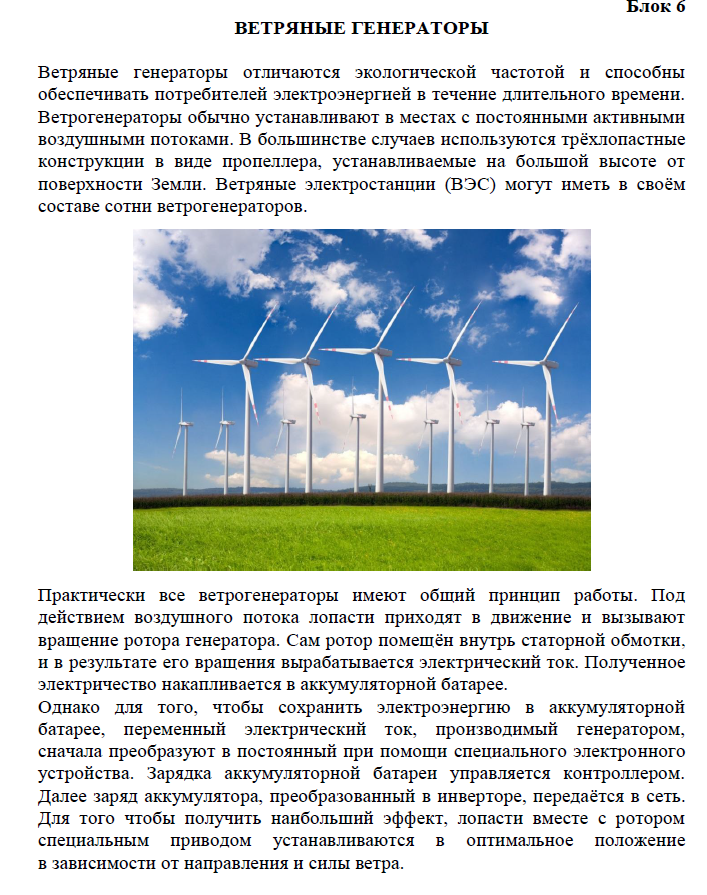 Блок 6
ВЕТРЯНЫЕ ГЕНЕРАТОРЫ
Ветряные генераторы отличаются экологической частотой и способны
обеспечивать потребителей электроэнергией в течение длительного времени.
Ветрогенераторы обычно устанавливают в местах с постоянными активными
воздушными потоками. В большинстве случаев используются трёхлопастные
конструкции в виде пропеллера, устанавливаемые на большой высоте от
поверхности Земли. Ветряные электростанции (ВЭС) могут иметь в своём
составе сотни ветрогенераторов.
Практически все ветрогенераторы имеют общий принцип работы. Под
действием воздушного потока лопасти приходят в движение и вызывают
вращение ротора генератора. Сам ротор помещён внутрь статорной обмотки,
и в результате его вращения вырабатывается электрический ток. Полученное
электричество накапливается в аккумуляторной батарее.
Однако для того, чтобы сохранить электроэнергию в аккумуляторной
батарее, переменный электрический ток, производимый генератором,
сначала преобразуют в постоянный при помощи специального электронного
устройства. Зарядка аккумуляторной батареи управляется контроллером.
Далее заряд аккумулятора, преобразованный в инверторе, передаётся в сеть.
Для того чтобы получить наибольший эффект, лопасти вместе с ротором
специальным приводом устанавливаются в оптимальное положение
в зависимости от направления и силы ветра.